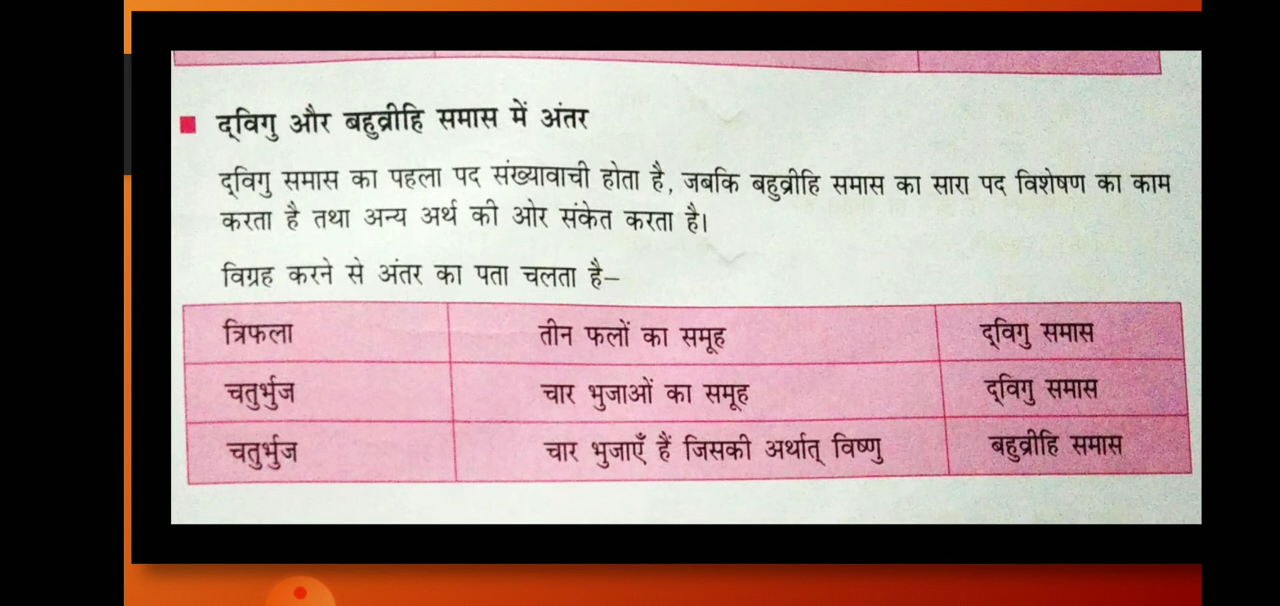 द्‌विगु और बहुव्रीहि समास में अंतर
द्‌विगु समास का पहला पद संख्यावाची होता है, जबकि बहुव्रीहि समास का सारा पद विशेषण का काम
करता है तथा अन्य अर्थ की ओर संकेत करता है।
विग्रह करने से अंतर का पता चलता है–
त्रिफला तीन फलों का समूह द्‌विगु समास
चतुर्भुज चार भुजाओं का समूह द्‌विगु समास
चतुर्भुज चार भुजाएँ हैं जिसकी अर्थात् विष्णु बहुव्रीहि समास